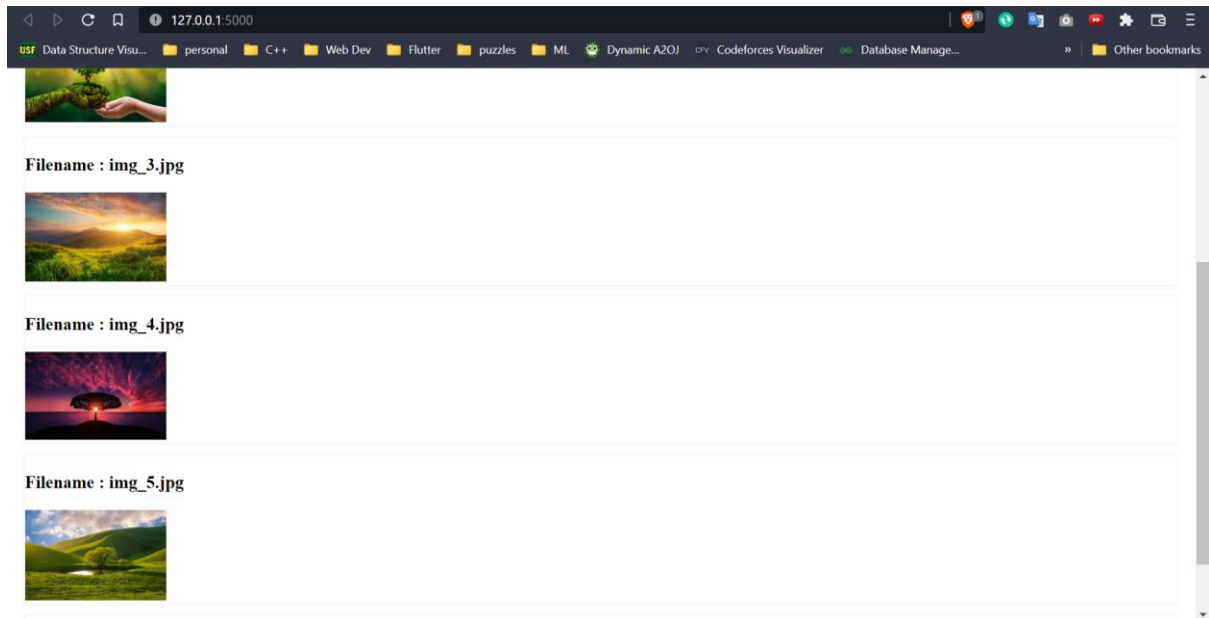 127.0.0.1:5000
USF Data Structure Visu... personal C++ Web Dev Flutter puzzles ML Dynamic A2OJ CFV Codeforces Visualizer Database Manage... » Other bookmarks
Filename : img_3.jpg
Filename : img_4.jpg
Filename : img_5.jpg